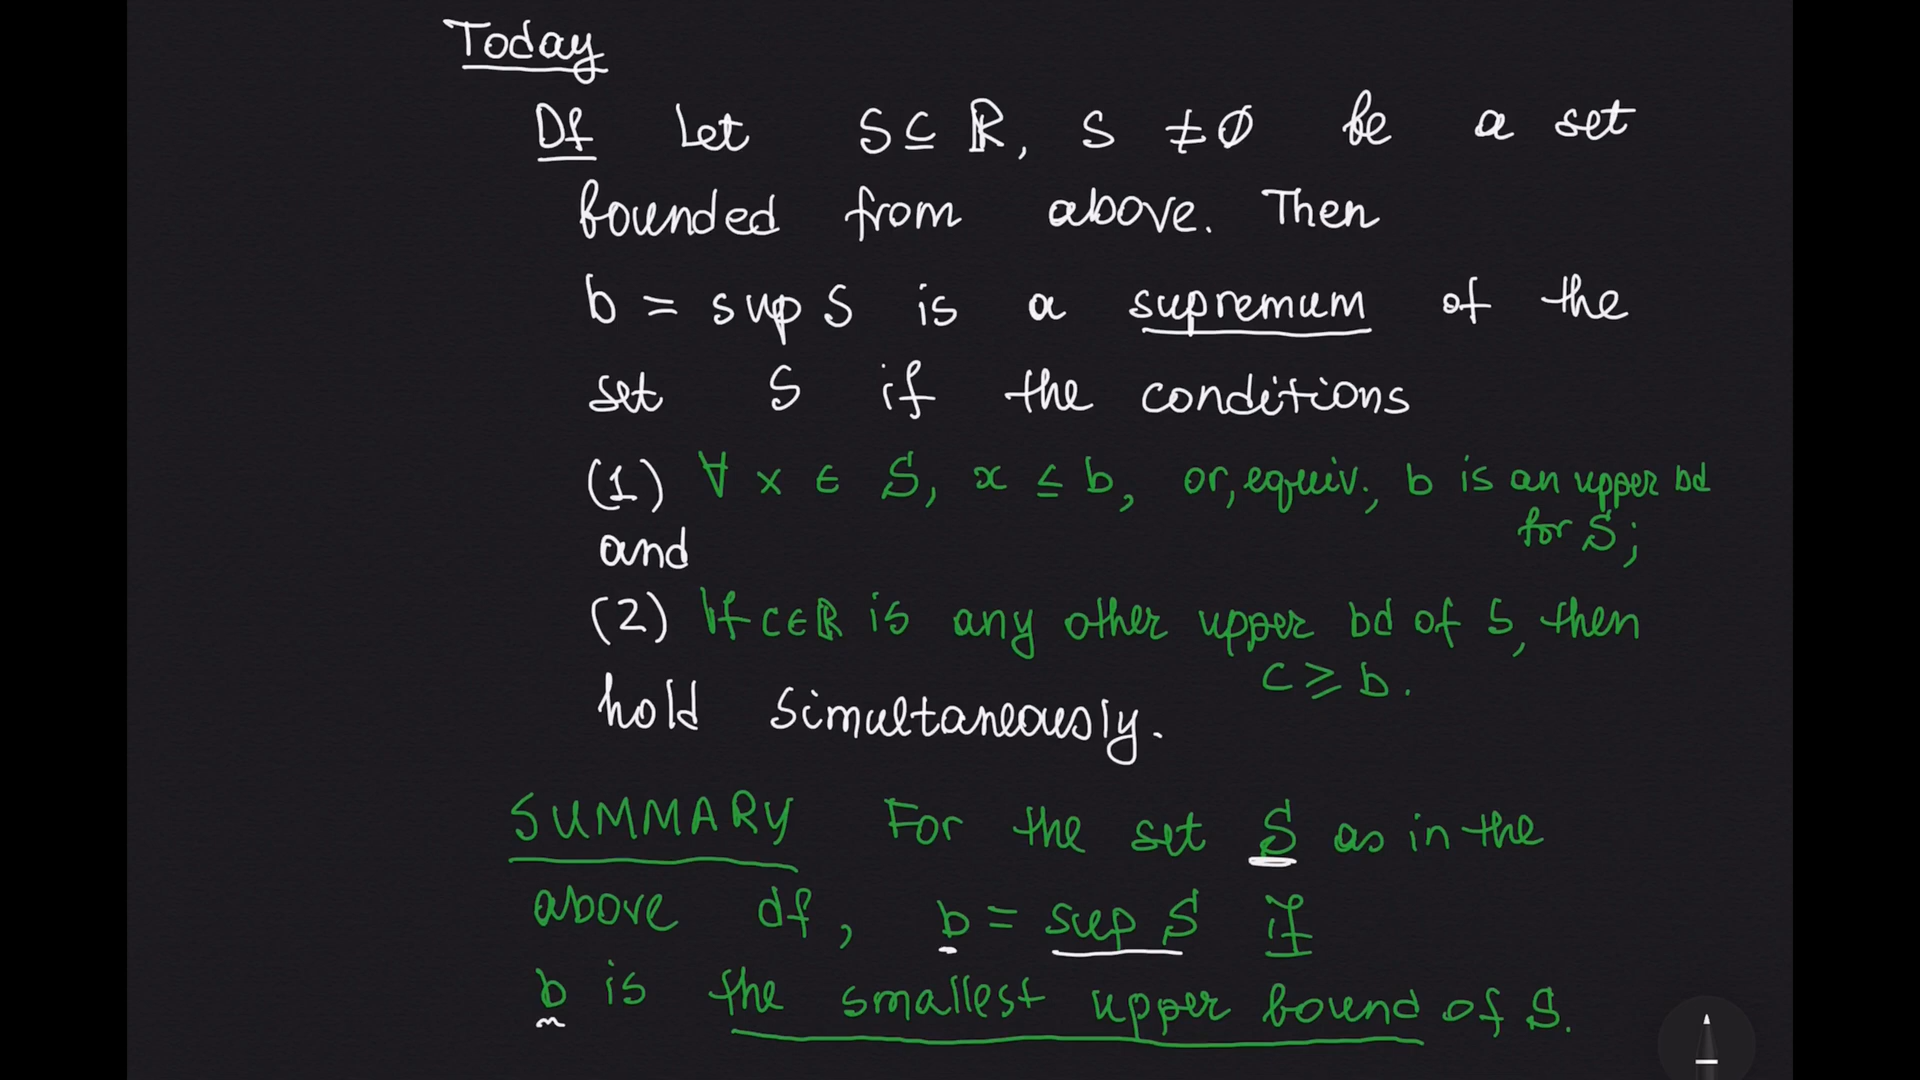 Today
Df Let S ⊆ ℝ, S ≠ ∅ be a set
bounded from above. Then
b = sup S is a supremum of the
set S if the conditions
(1) ∀ x ∈ S, x ≤ b, or, equiv., b is an upper bd
for S;
and
(2) If c∈ℝ is any other upper bd of S, then
c ⩾ b.
hold simultaneously.
SUMMARY For the set S as in the
above df, b = sup S if
b is the smallest upper bound of S.